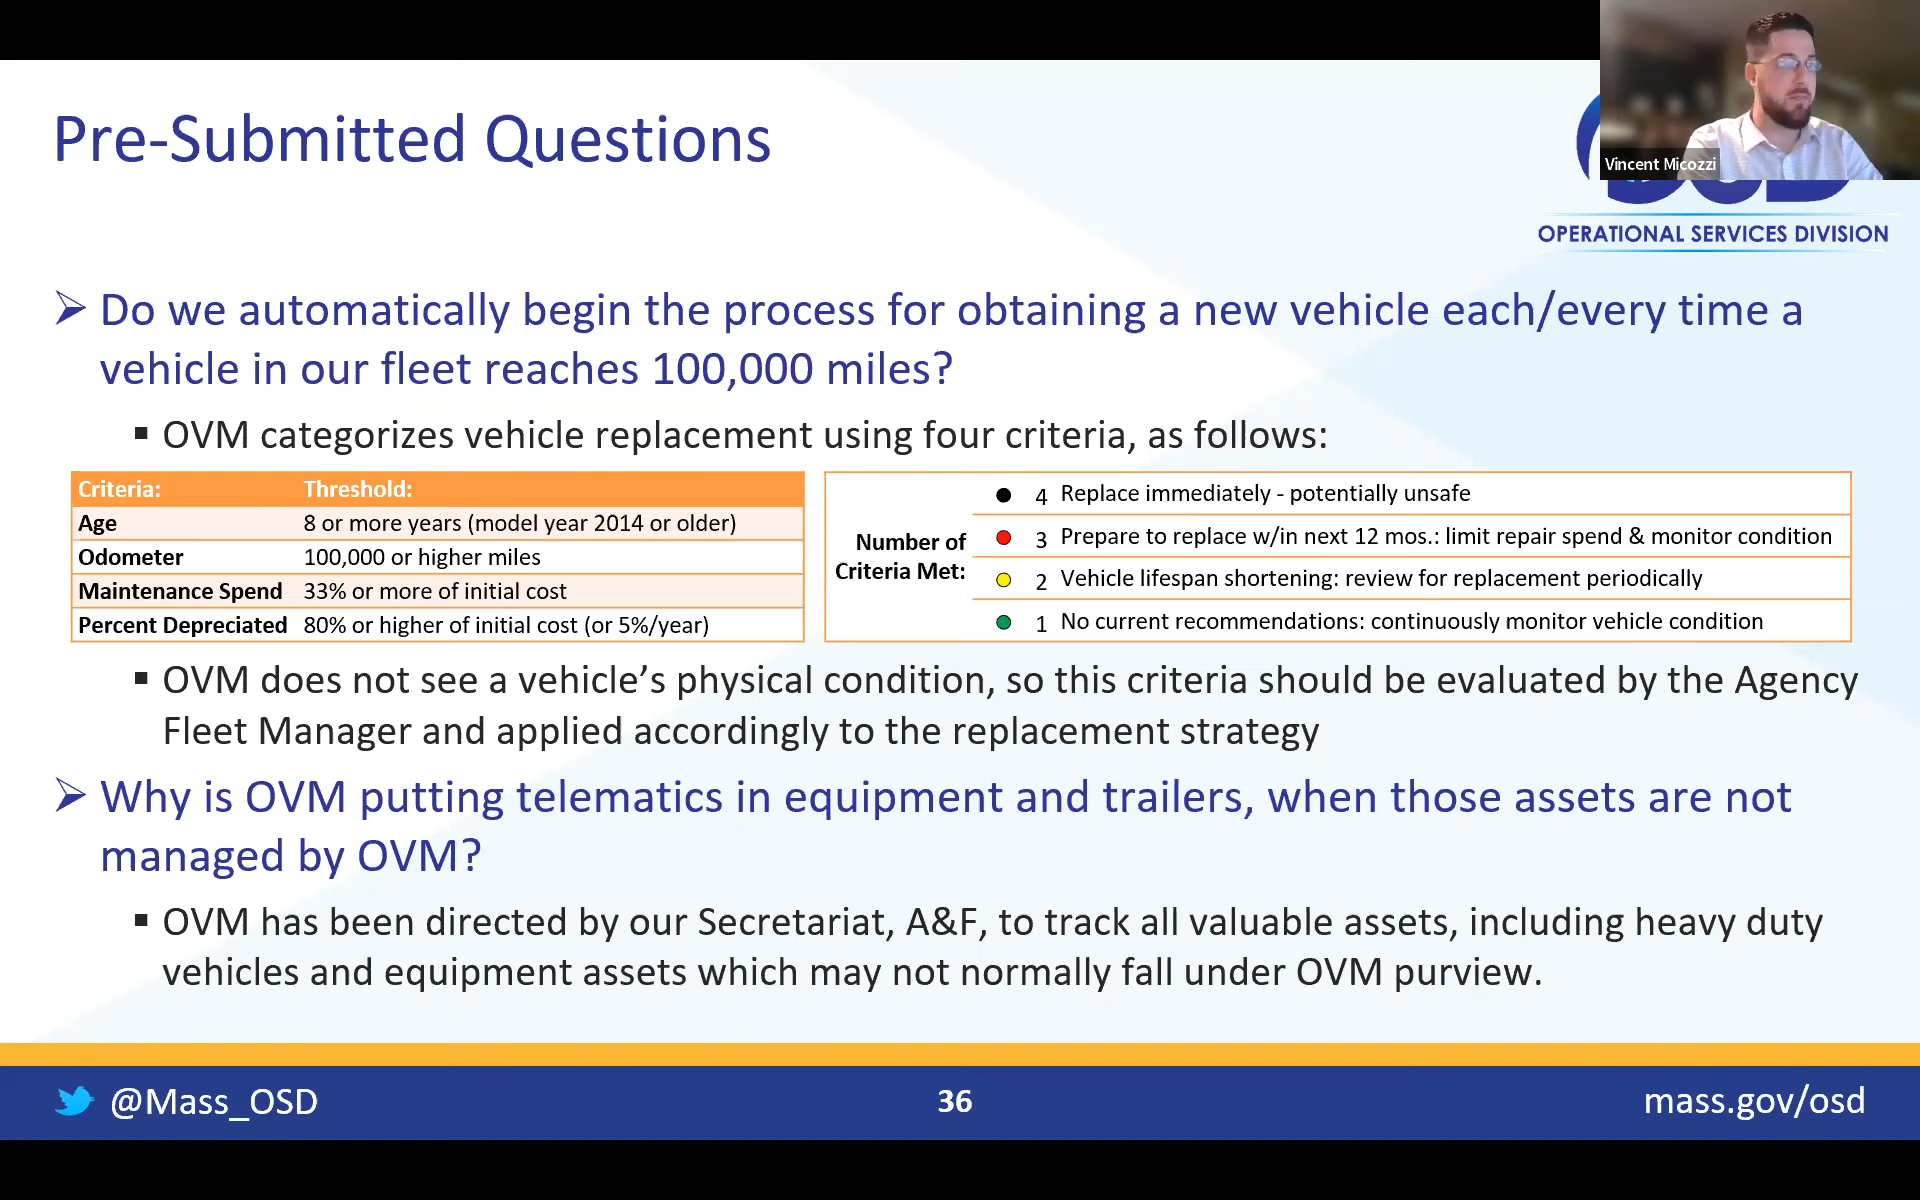 Vincent Micozzi
Pre-Submitted Questions
OPERATIONAL SERVICES DIVISION
➢ Do we automatically begin the process for obtaining a new vehicle each/every time a
vehicle in our fleet reaches 100,000 miles?
▪ OVM categorizes vehicle replacement using four criteria, as follows:
Criteria: Threshold:
Age 8 or more years (model year 2014 or older)
Odometer 100,000 or higher miles
Maintenance Spend 33% or more of initial cost
Percent Depreciated 80% or higher of initial cost (or 5%/year)
Number of
Criteria Met:
4 Replace immediately - potentially unsafe
3 Prepare to replace w/in next 12 mos.: limit repair spend & monitor condition
2 Vehicle lifespan shortening: review for replacement periodically
1 No current recommendations: continuously monitor vehicle condition
▪ OVM does not see a vehicle’s physical condition, so this criteria should be evaluated by the Agency
Fleet Manager and applied accordingly to the replacement strategy
➢ Why is OVM putting telematics in equipment and trailers, when those assets are not
managed by OVM?
▪ OVM has been directed by our Secretariat, A&F, to track all valuable assets, including heavy duty
vehicles and equipment assets which may not normally fall under OVM purview.
@Mass_OSD
36
mass.gov/osd